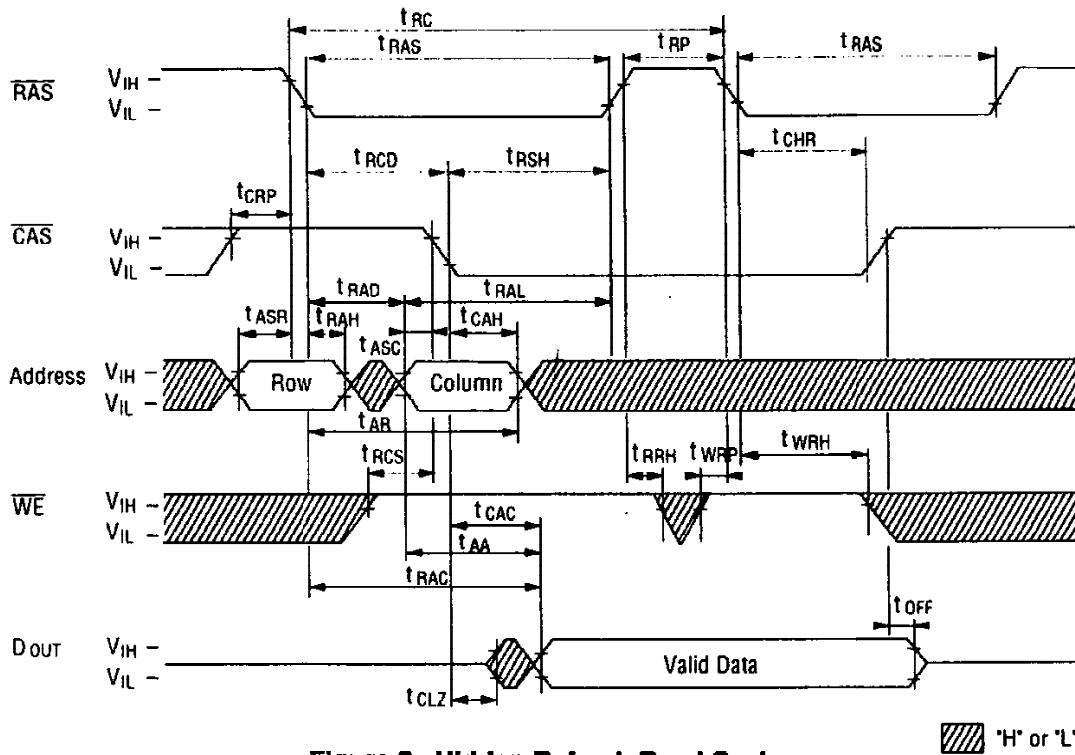 tRC
tRAS tRP tRAS
RAS VIH
VIL
tCHR
tRCD tRSH
tCRP
CAS VIH
VIL
tRAD tRAL
tASR tRAH tCAH
tASC
Address VIH Row Column
VIL
tAR
tRCS tRRH tWRP tWRH
WE VIH
VIL
tCAC
tAA
tRAC
tOFF
DOUT VIH
VIL Valid Data
tCLZ
"H" or "L"